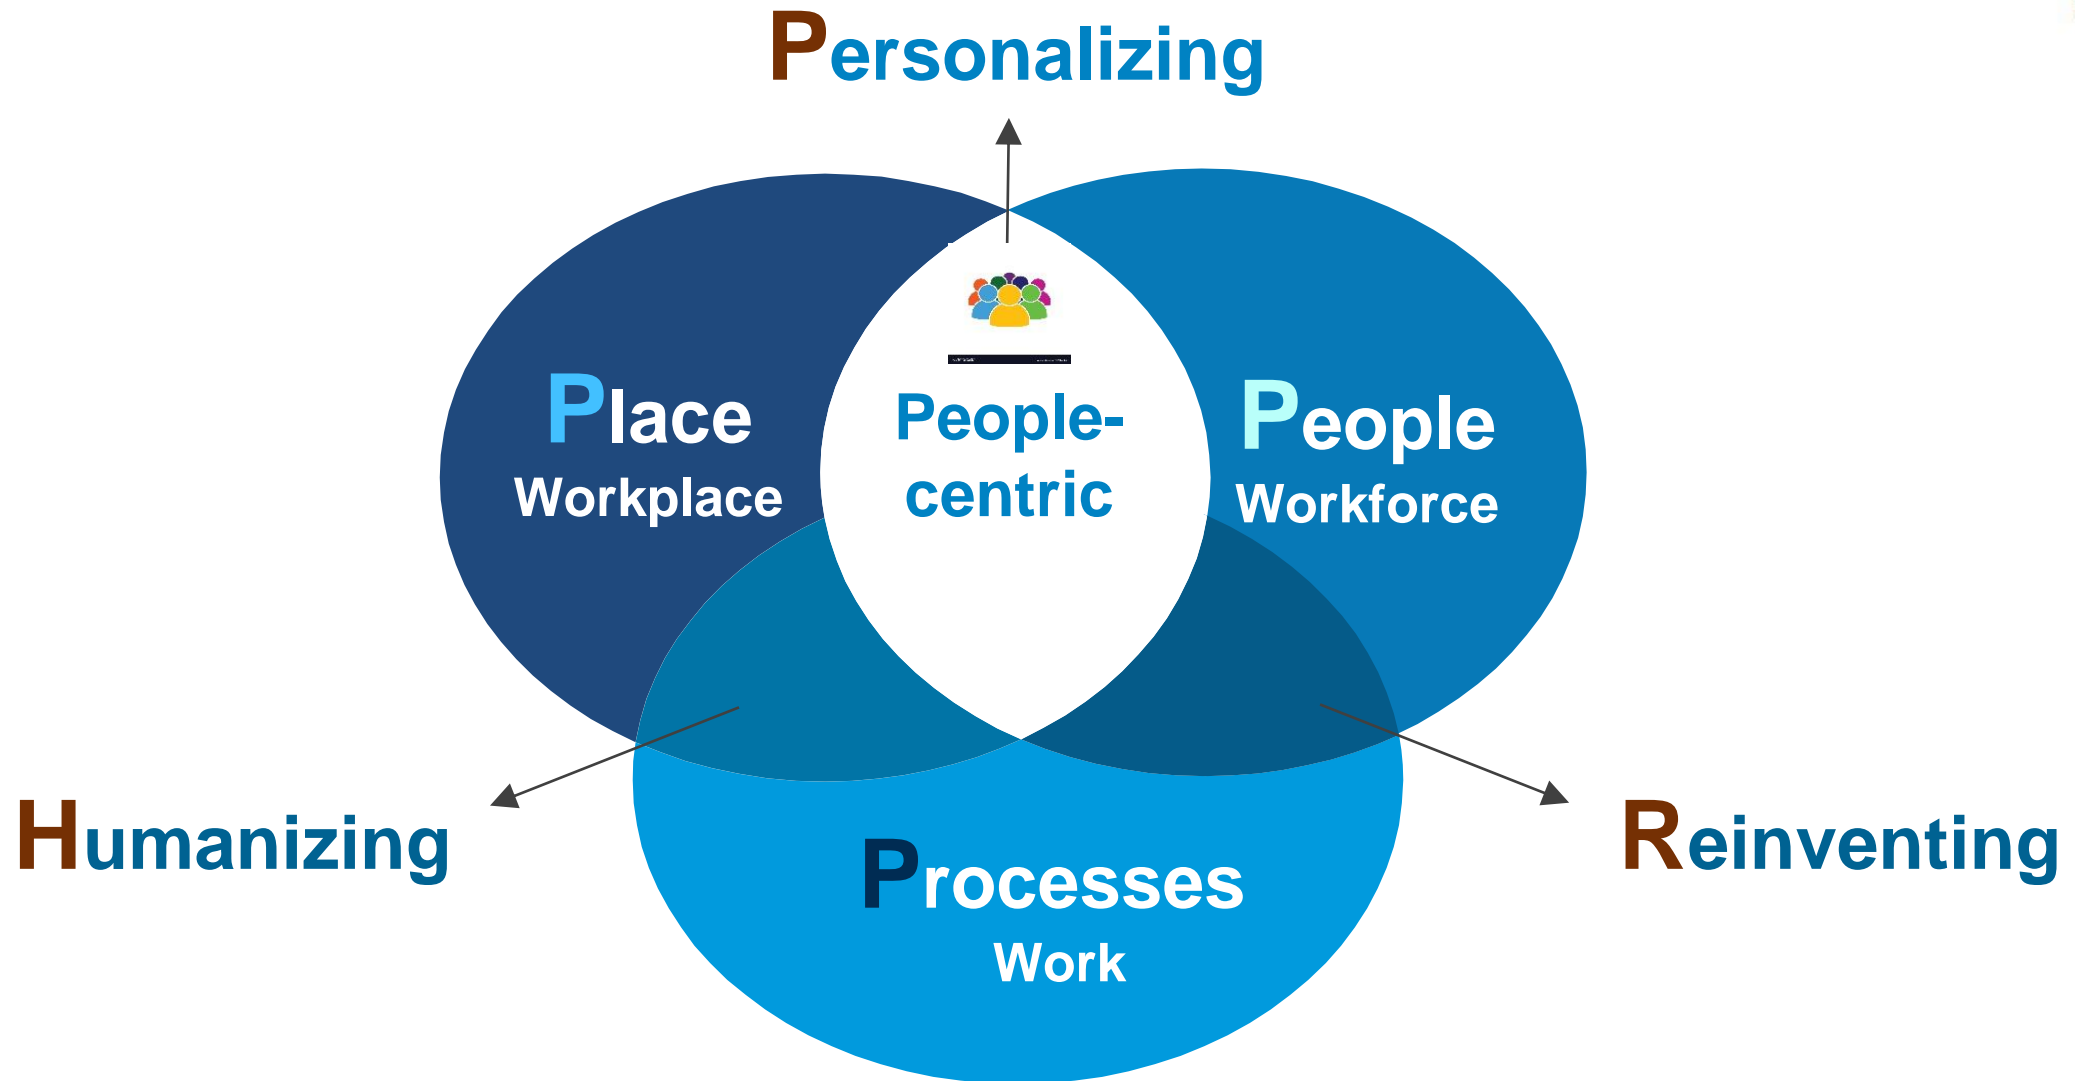 Personalizing
Place
Workplace
People-
centric
People
Workforce
Humanizing
Reinventing
Processes
Work